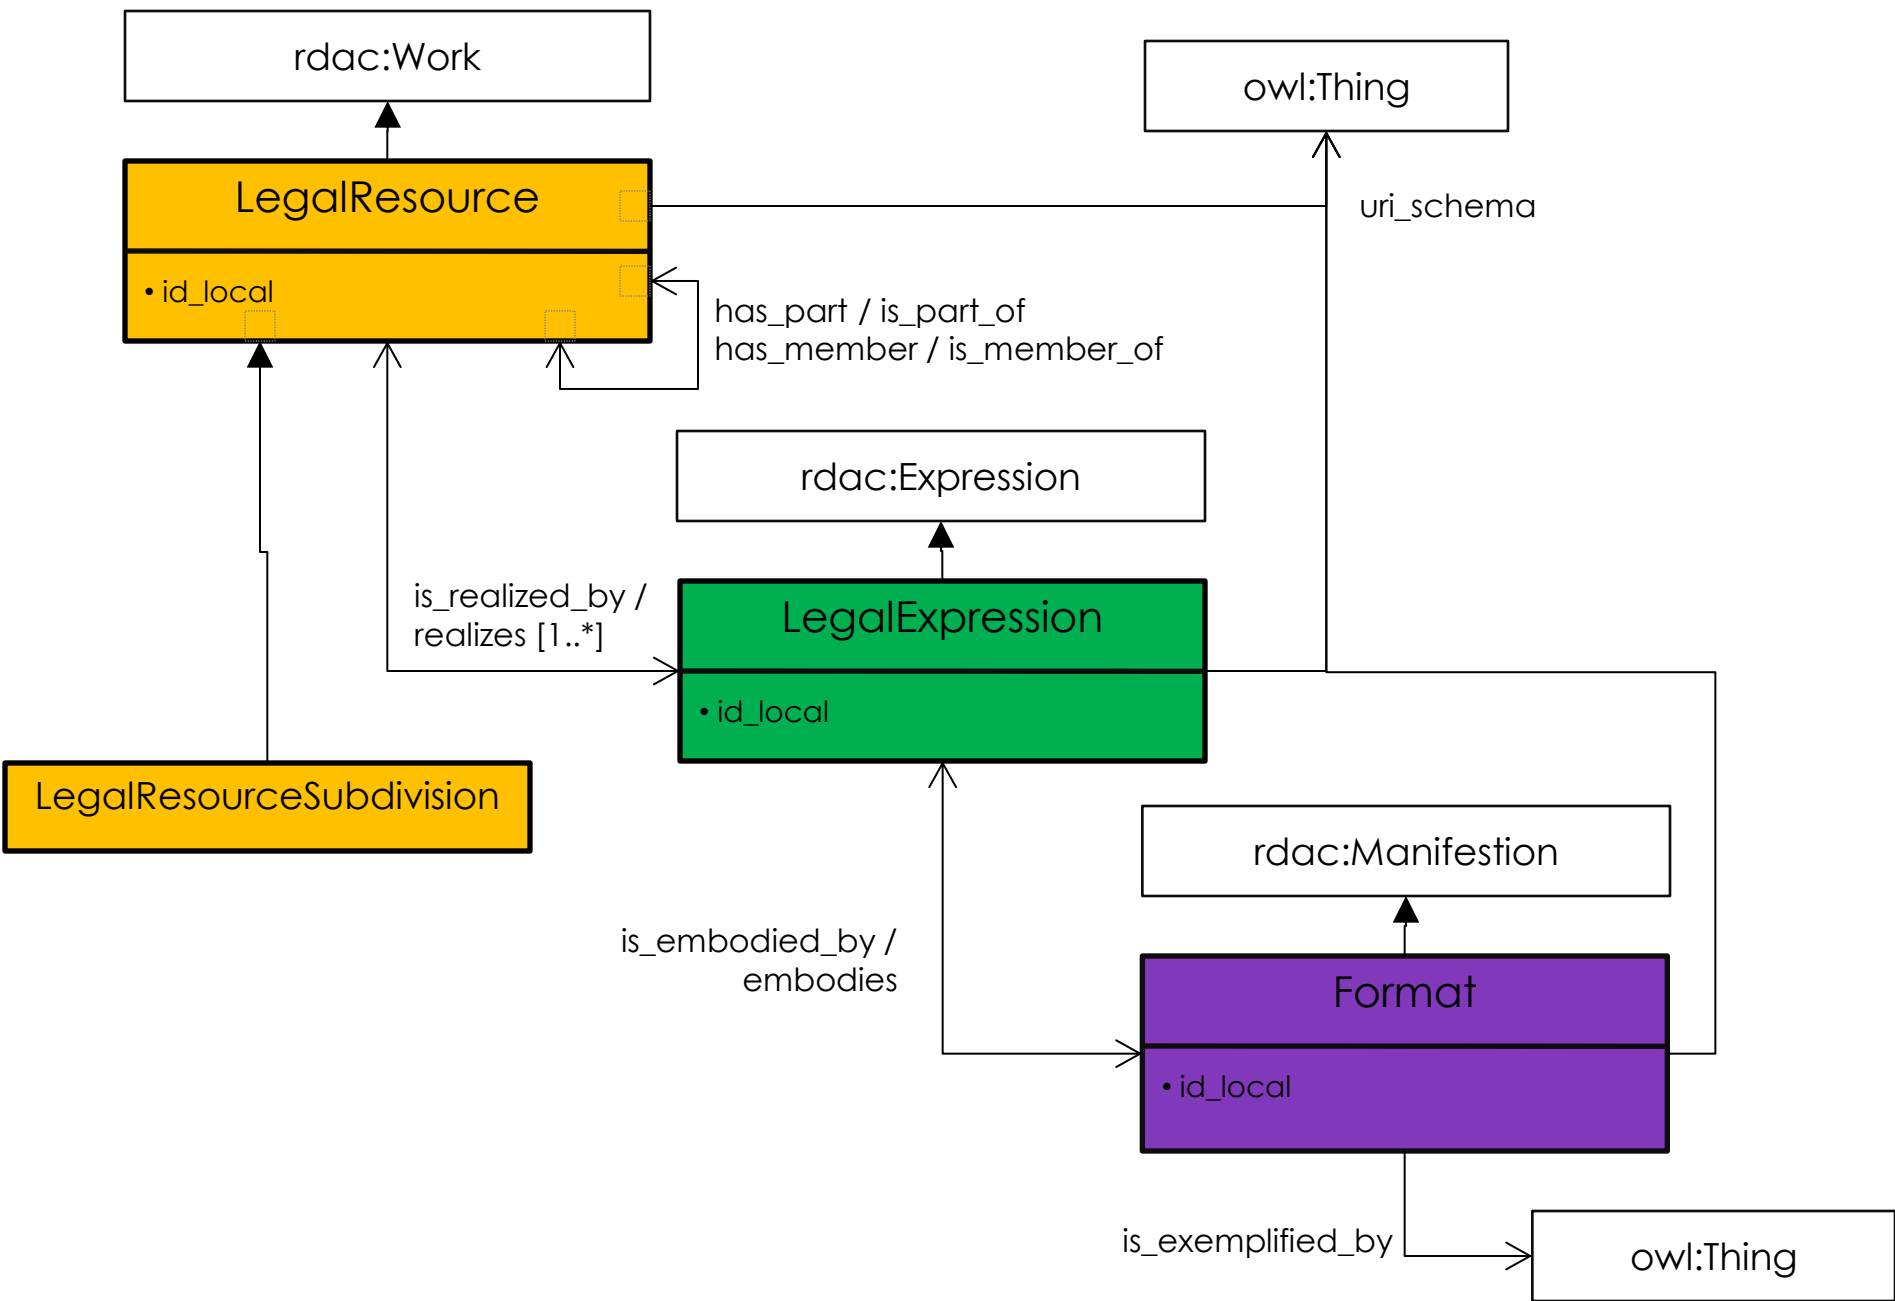 rdac:Work
owl:Thing
LegalResource
uri_schema
• id_local
has_part / is_part_of
has_member / is_member_of
rdac:Expression
is_realized_by /
realizes [1..*]
LegalExpression
• id_local
LegalResourceSubdivision
rdac:Manifestion
is_embodied_by /
embodies
Format
• id_local
is_exemplified_by
owl:Thing